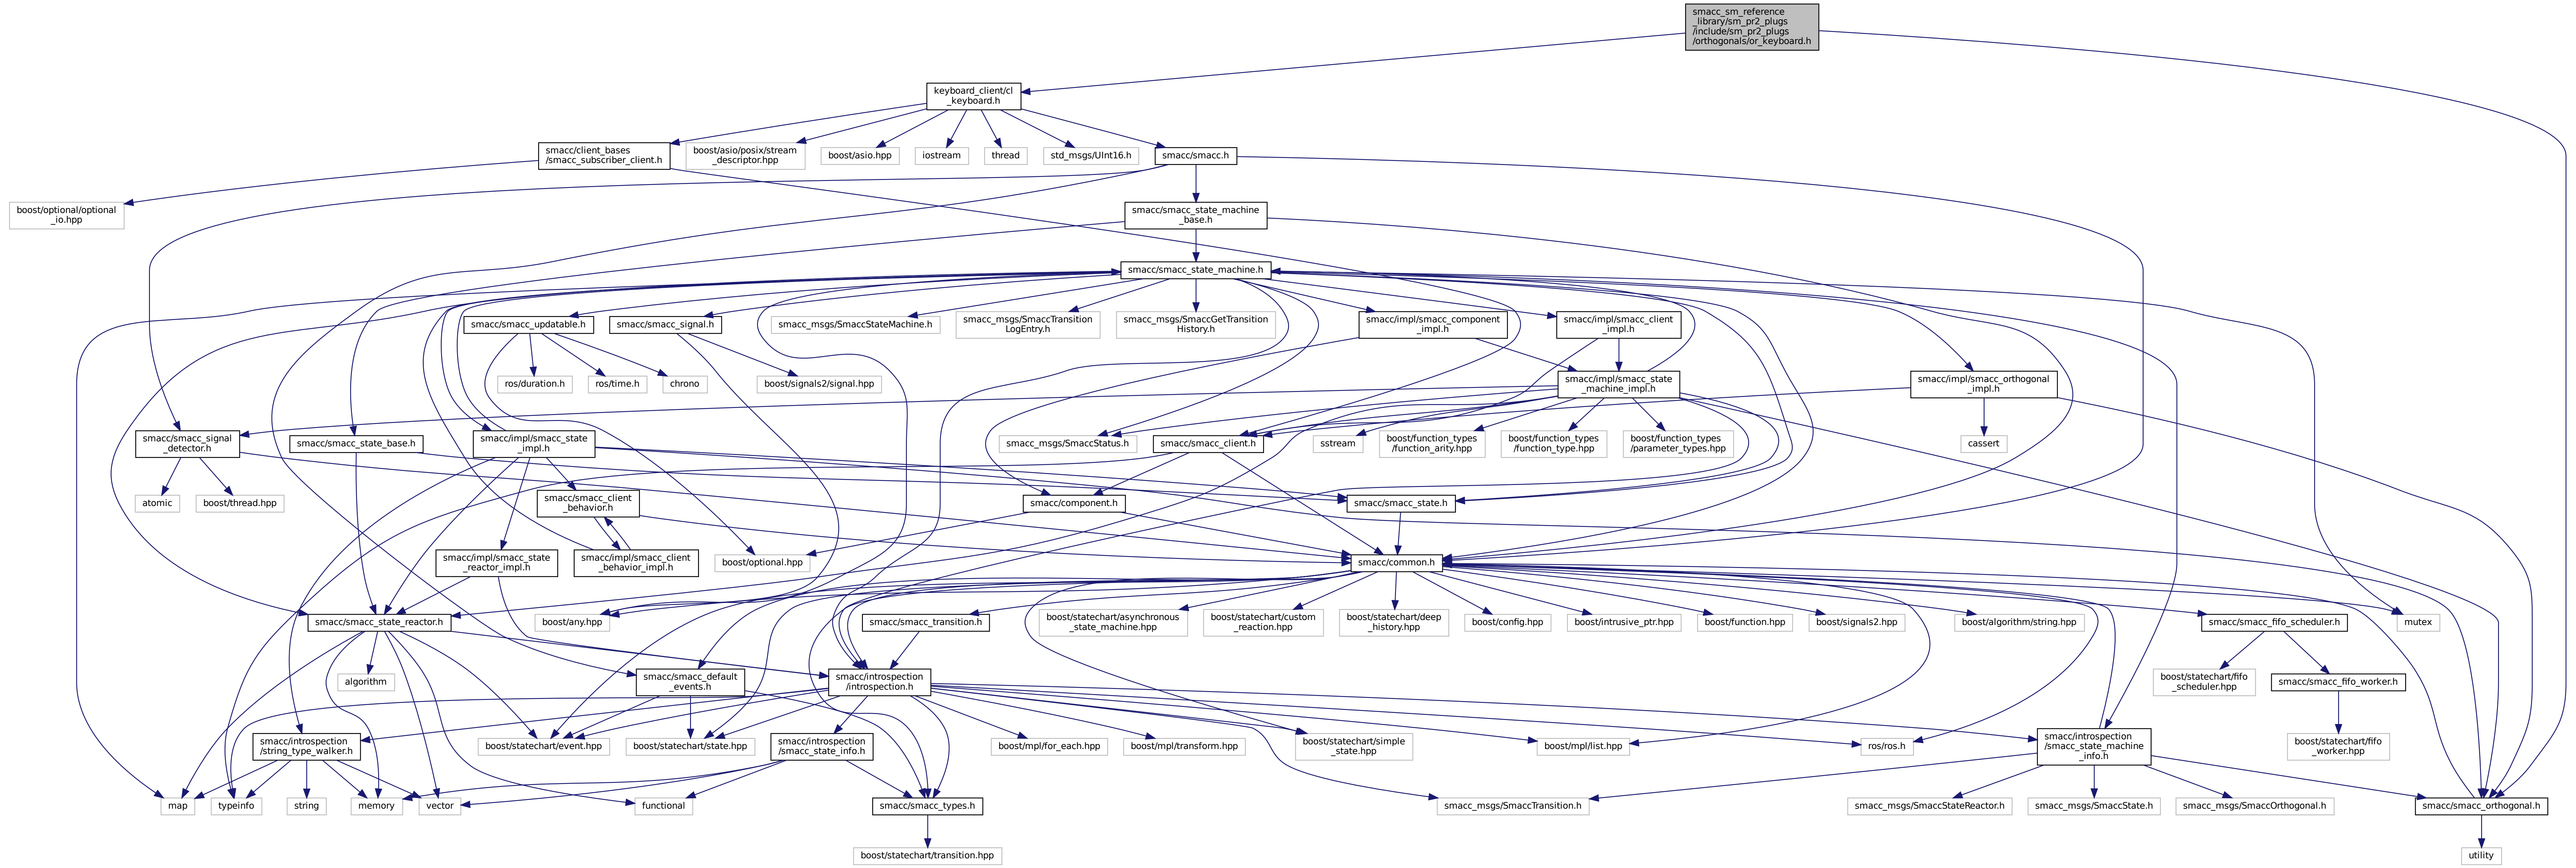 smacc_sm_reference
_library/sm_pr2_plugs
/include/sm_pr2_plugs
/orthogonals/or_keyboard.h
keyboard_client/cl
_keyboard.h
smacc/client_bases
/smacc_subscriber_client.h
boost/asio/posix/stream
_descriptor.hpp
boost/asio.hpp
iostream
thread
std_msgs/UInt16.h
smacc/smacc.h
boost/optional/optional
_io.hpp
smacc/smacc_state_machine
_base.h
smacc/smacc_state_machine.h
smacc/smacc_updatable.h
smacc/smacc_signal.h
smacc_msgs/SmaccStateMachine.h
smacc_msgs/SmaccTransition
LogEntry.h
smacc_msgs/SmaccGetTransition
History.h
smacc/impl/smacc_component
_impl.h
smacc/impl/smacc_client
_impl.h
ros/duration.h
ros/time.h
chrono
boost/signals2/signal.hpp
smacc/impl/smacc_state
_machine_impl.h
smacc/impl/smacc_orthogonal
_impl.h
smacc/smacc_signal
_detector.h
smacc/smacc_state_base.h
smacc/impl/smacc_state
_impl.h
smacc_msgs/SmaccStatus.h
smacc/smacc_client.h
sstream
boost/function_types
/function_arity.hpp
boost/function_types
/function_type.hpp
boost/function_types
/parameter_types.hpp
cassert
atomic
boost/thread.hpp
smacc/smacc_client
_behavior.h
smacc/component.h
smacc/smacc_state.h
smacc/impl/smacc_state
_reactor_impl.h
smacc/impl/smacc_client
_behavior_impl.h
boost/optional.hpp
smacc/common.h
smacc/smacc_state_reactor.h
boost/any.hpp
smacc/smacc_transition.h
boost/statechart/asynchronous
_state_machine.hpp
boost/statechart/custom
_reaction.hpp
boost/statechart/deep
_history.hpp
boost/config.hpp
boost/intrusive_ptr.hpp
boost/function.hpp
boost/signals2.hpp
boost/algorithm/string.hpp
smacc/smacc_fifo_scheduler.h
mutex
algorithm
smacc/smacc_default
_events.h
smacc/introspection
/introspection.h
boost/statechart/fifo
_scheduler.hpp
smacc/smacc_fifo_worker.h
smacc/introspection
/string_type_walker.h
boost/statechart/event.hpp
boost/statechart/state.hpp
smacc/introspection
/smacc_state_info.h
boost/mpl/for_each.hpp
boost/mpl/transform.hpp
boost/statechart/simple
_state.hpp
boost/mpl/list.hpp
ros/ros.h
smacc/introspection
/smacc_state_machine
_info.h
boost/statechart/fifo
_worker.hpp
map
typeinfo
string
memory
vector
functional
smacc/smacc_types.h
smacc_msgs/SmaccTransition.h
smacc_msgs/SmaccStateReactor.h
smacc_msgs/SmaccState.h
smacc_msgs/SmaccOrthogonal.h
smacc/smacc_orthogonal.h
boost/statechart/transition.hpp
utility